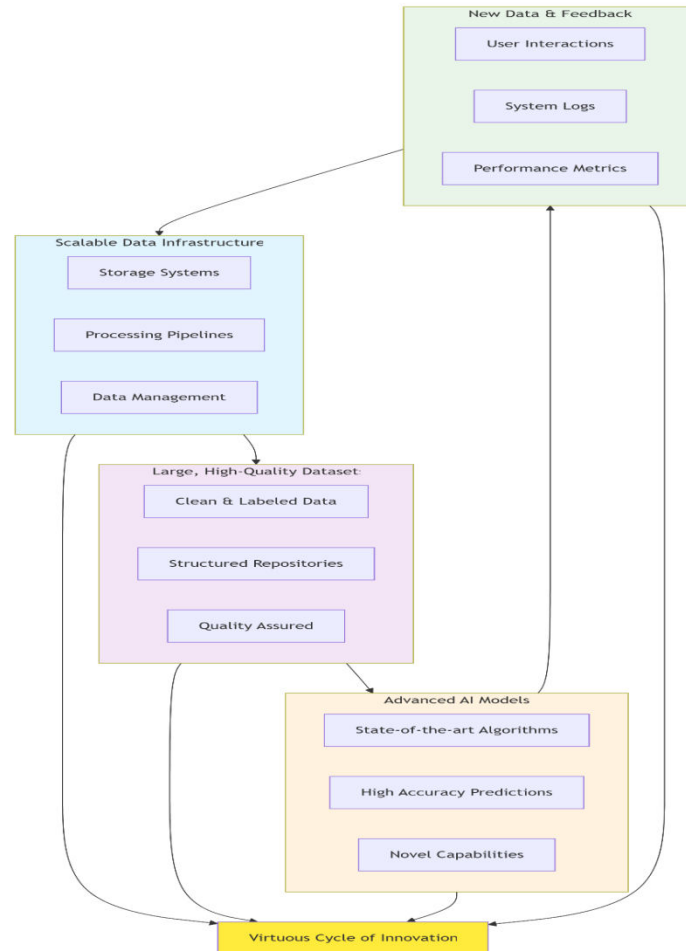 New Data & Feedback
User Interactions
System Logs
Performance Metrics
Scalable Data Infrastructure
Storage Systems
Processing Pipelines
Data Management
Large, High-Quality Dataset
Clean & Labeled Data
Structured Repositories
Quality Assured
Advanced AI Models
State-of-the-art Algorithms
High Accuracy Predictions
Novel Capabilities
Virtuous Cycle of Innovation